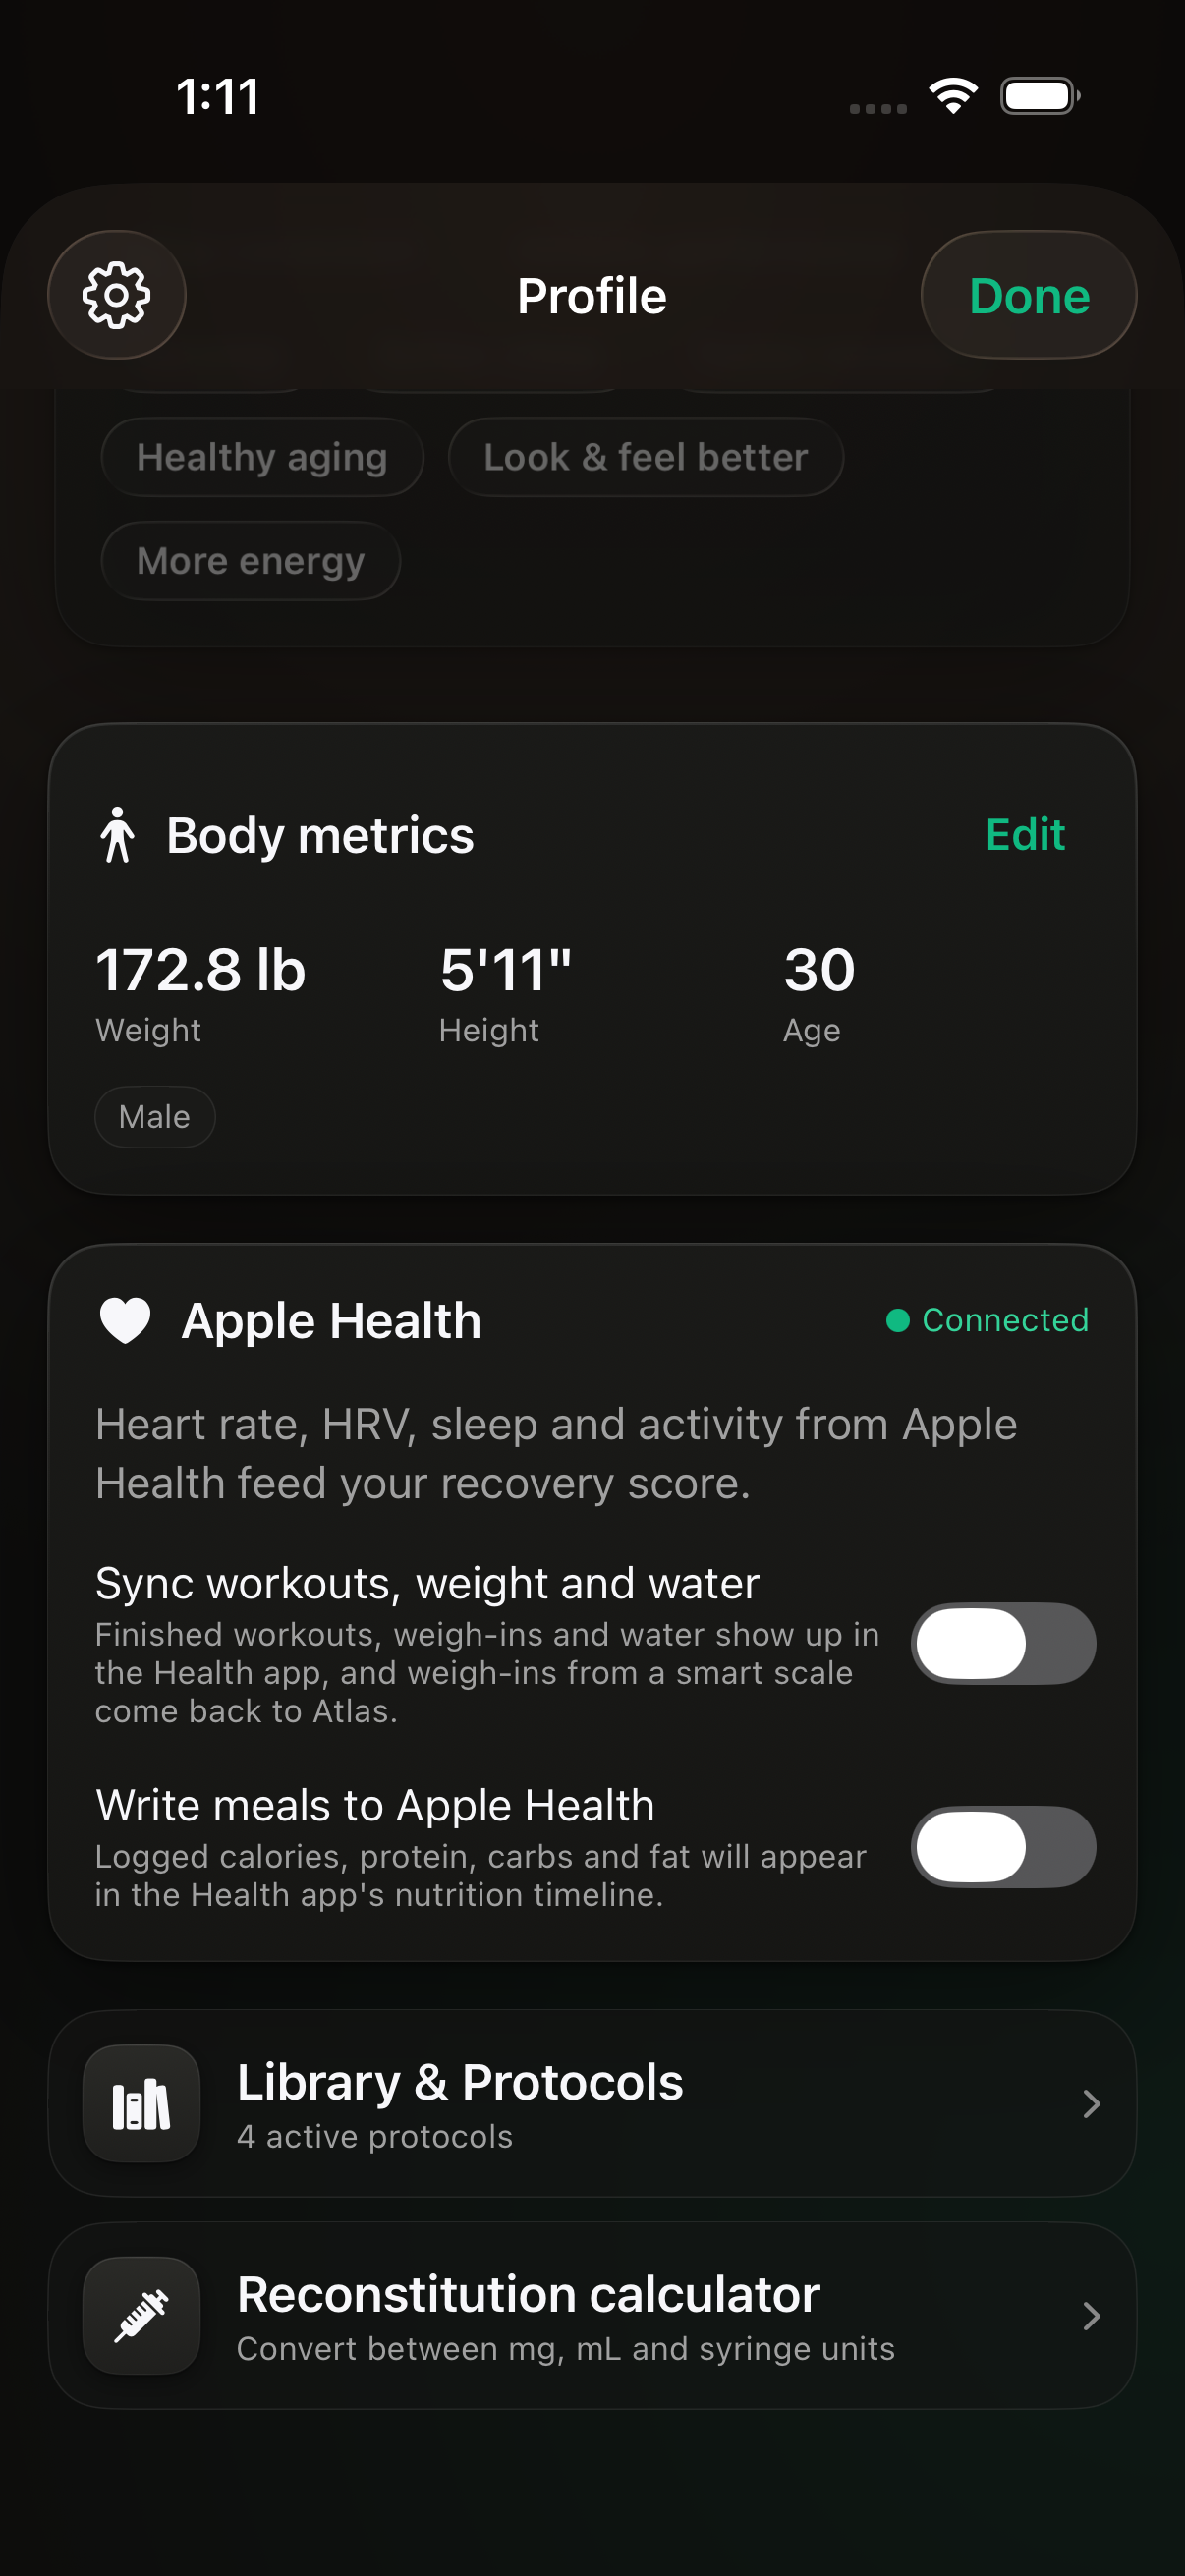 1:11
Profile
Done
Healthy aging
Look & feel better
More energy
Body metrics
Edit
172.8 lb
5'11"
30
Weight
Height
Age
Male
Apple Health
Connected
Heart rate, HRV, sleep and activity from Apple
Health feed your recovery score.
Sync workouts, weight and water
Finished workouts, weigh-ins and water show up in
the Health app, and weigh-ins from a smart scale
come back to Atlas.
Write meals to Apple Health
Logged calories, protein, carbs and fat will appear
in the Health app's nutrition timeline.
Library & Protocols
4 active protocols
Reconstitution calculator
Convert between mg, mL and syringe units